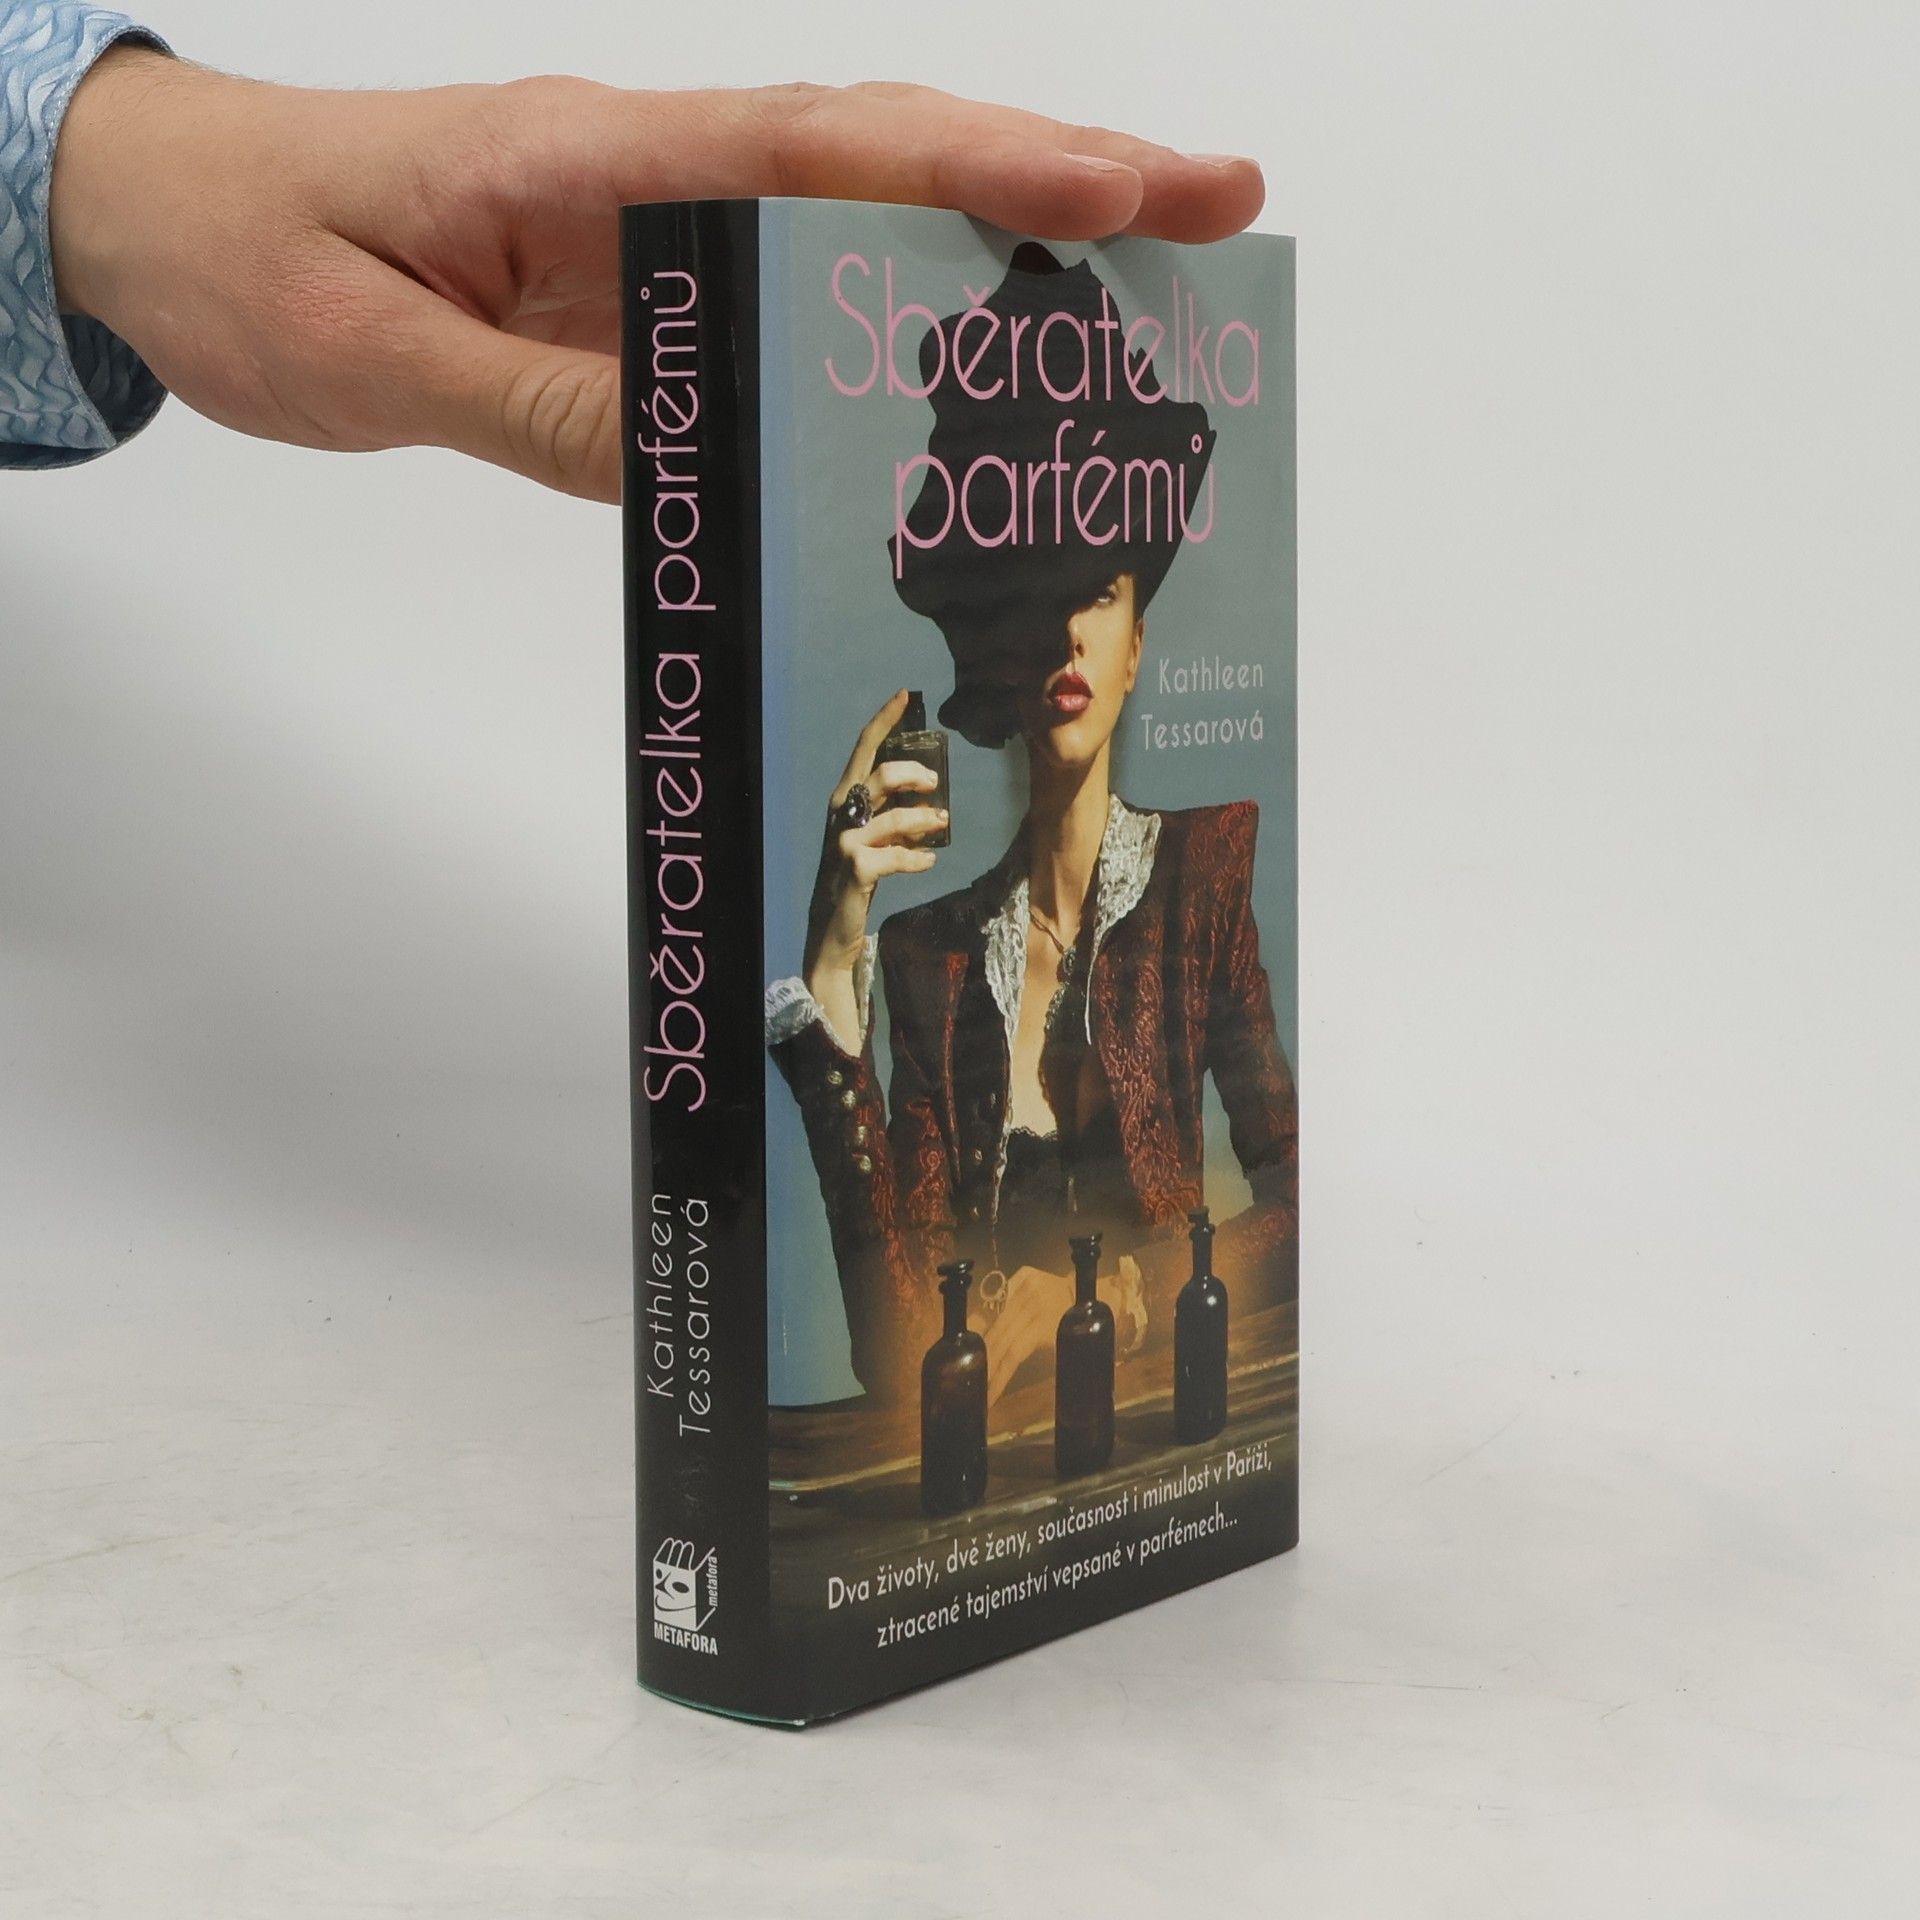 Sběratelka parfémů
Kathleen
Tessarová
metafora
METAFORA
Sběratelka
parfémů
Kathleen
Tessarová
Dva životy, dvě ženy, současnost i minulost v Paříži,
ztracené tajemství vepsané v parfémech...